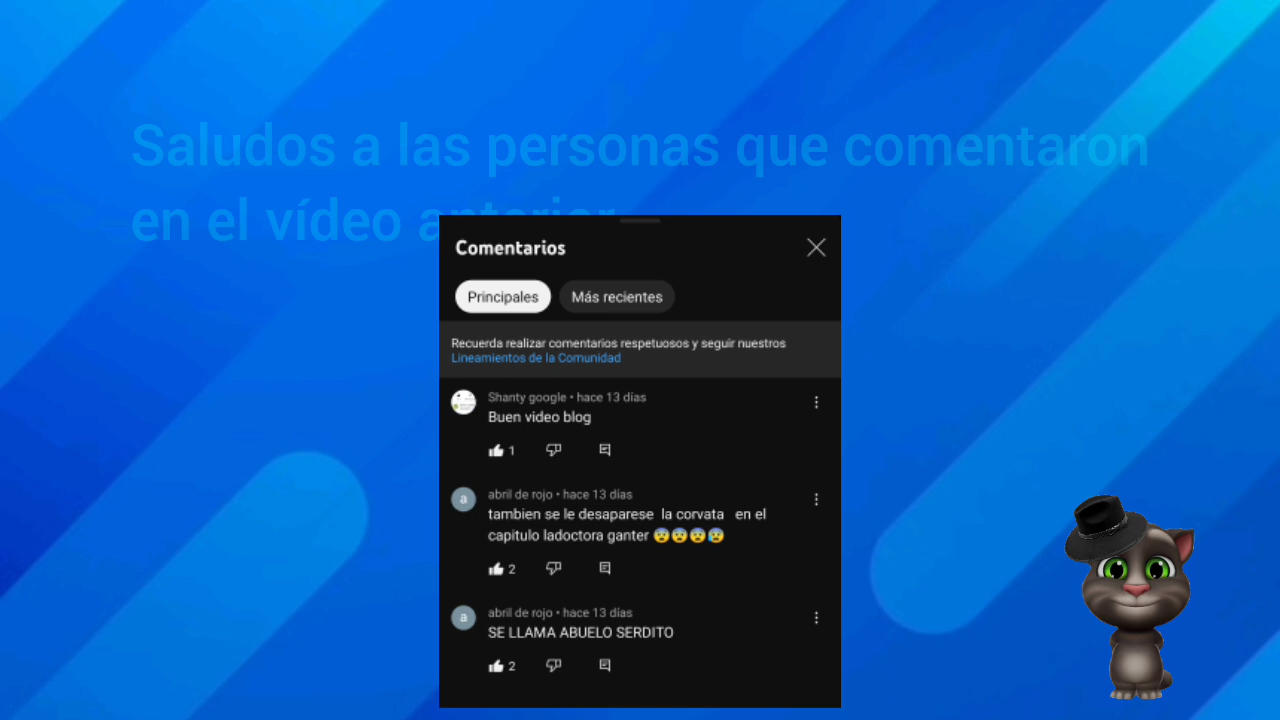 Saludos a las personas que comentaron
en el vídeo anterior
Comentarios
Principales
Más recientes
Recuerda realizar comentarios respetuosos y seguir nuestros
Lineamientos de la Comunidad
Shanty google • hace 13 días
Buen video blog
1
a
abril de rojo • hace 13 días
tambien se le desaparese la corvata en el
capitulo ladoctora ganter 😨😨😨😰
2
a
abril de rojo • hace 13 días
SE LLAMA ABUELO SERDITO
2